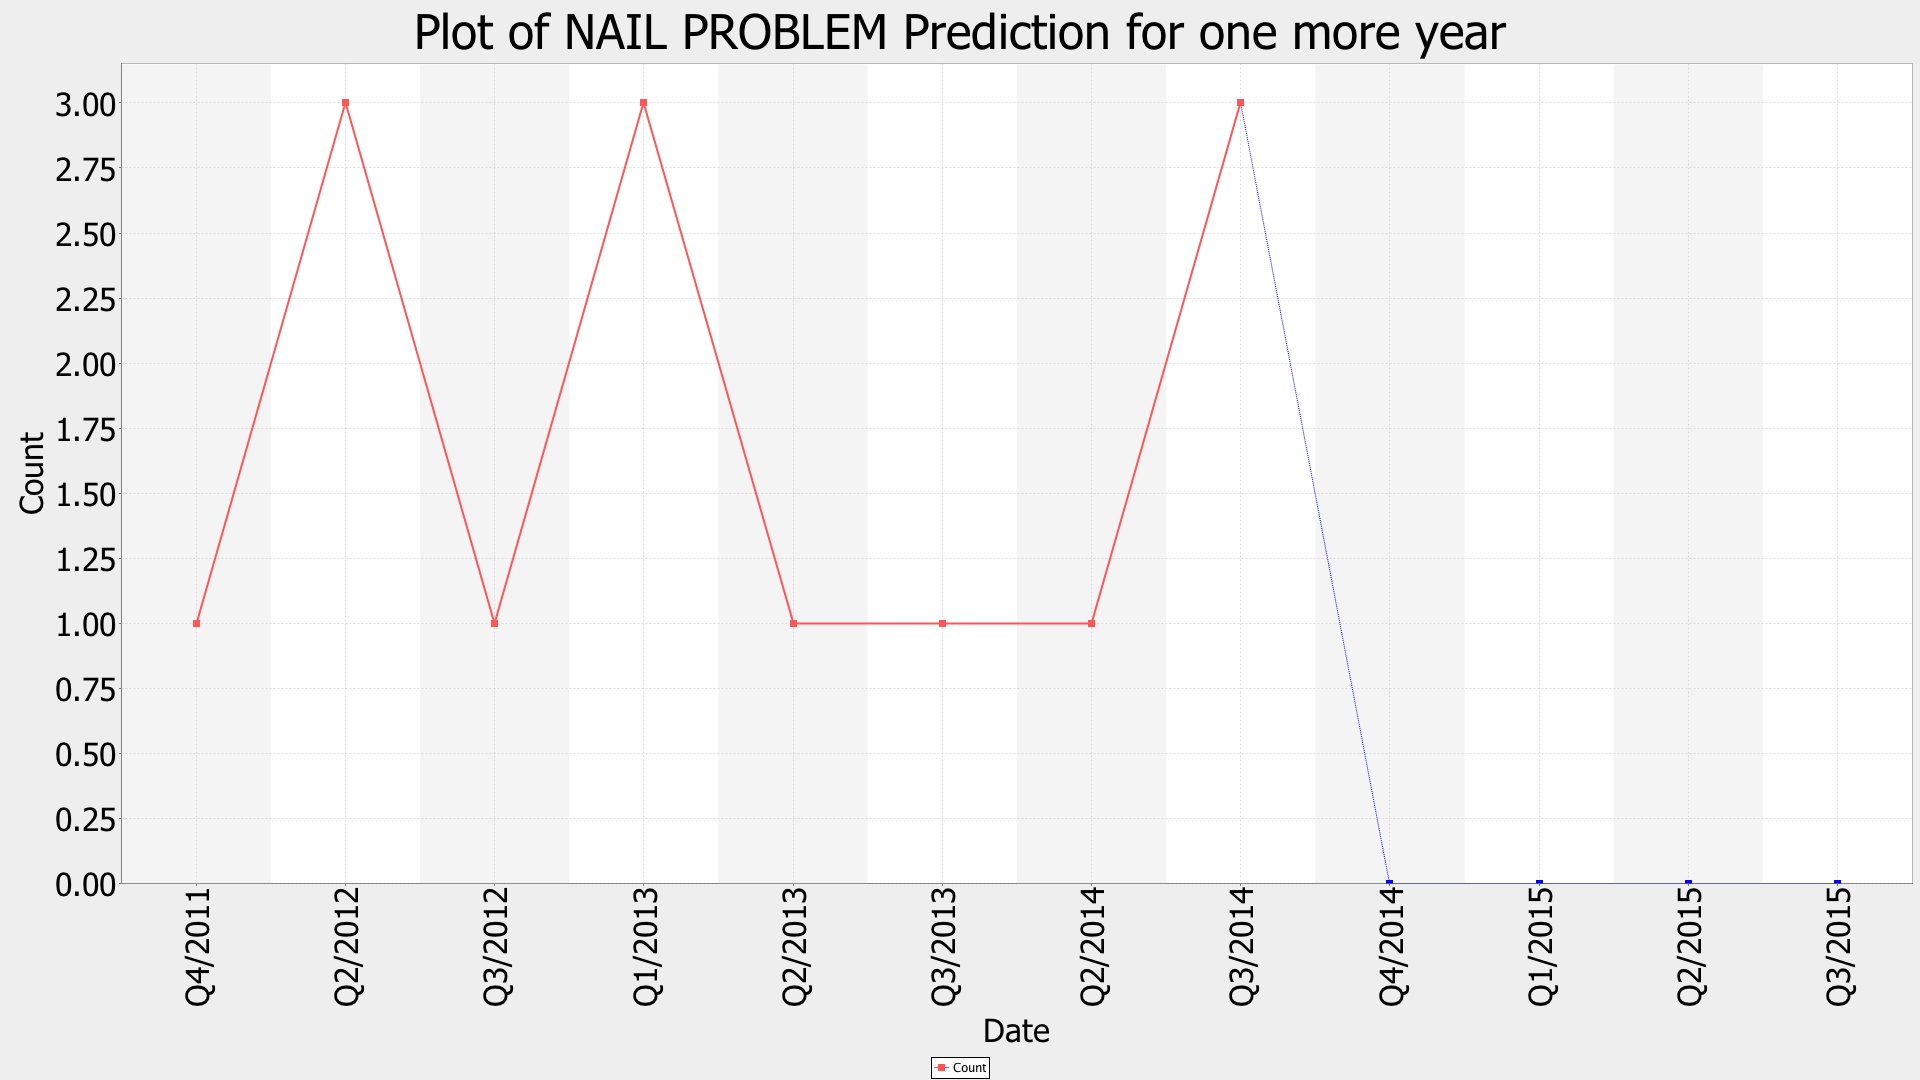 Plot of NAIL PROBLEM Prediction for one more year
Count
3.00
2.75
2.50
2.25
2.00
1.75
1.50
1.25
1.00
0.75
0.50
0.25
0.00
Q4/2011
Q2/2012
Q3/2012
Q1/2013
Q2/2013
Q3/2013
Q2/2014
Q3/2014
Q4/2014
Q1/2015
Q2/2015
Q3/2015
Date
Count